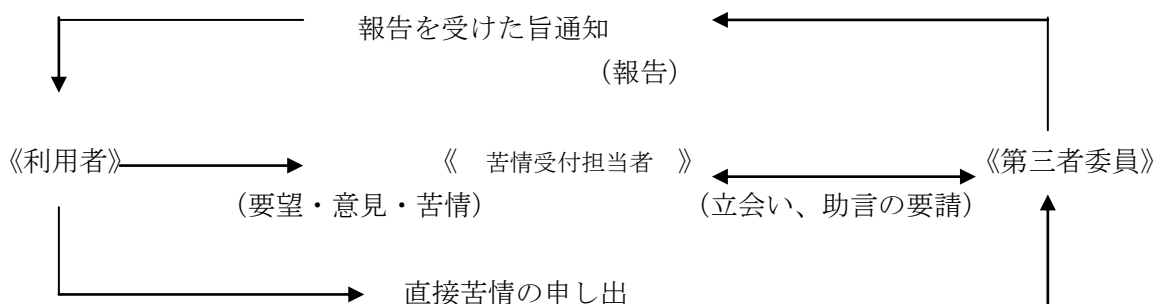 報告を受けた旨通知
（報告）
《利用者》 《 苦情受付担当者 》 《第三者委員》
（要望・意見・苦情） （立会い、助言の要請）
直接苦情の申し出